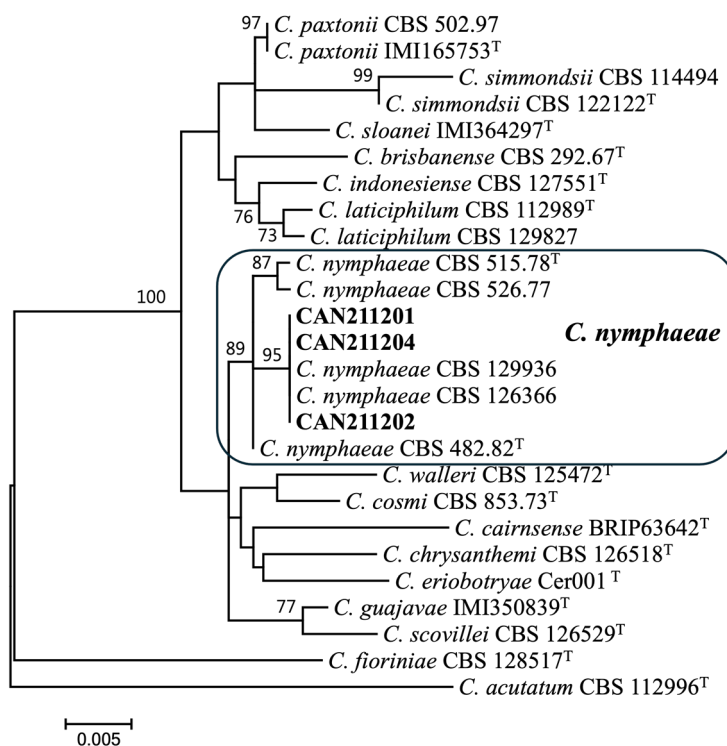 97 C. paxtonii CBS 502.97
C. paxtonii IMI165753ᵀ
99 C. simmondsii CBS 114494
C. simmondsii CBS 122122ᵀ
C. sloanei IMI364297ᵀ
C. brisbanense CBS 292.67ᵀ
C. indonesiense CBS 127551ᵀ
76 C. laticiphilum CBS 112989ᵀ
73 C. laticiphilum CBS 129827
87 C. nymphaeae CBS 515.78ᵀ
C. nymphaeae CBS 526.77
100
CAN211201
C. nymphaeae
CAN211204
89 95 C. nymphaeae CBS 129936
C. nymphaeae CBS 126366
CAN211202
C. nymphaeae CBS 482.82ᵀ
C. walleri CBS 125472ᵀ
C. cosmi CBS 853.73ᵀ
C. cairnsense BRIP63642ᵀ
C. chrysanthemi CBS 126518ᵀ
C. eriobotryae Cer001 ᵀ
77 C. guajavae IMI350839ᵀ
C. scovillei CBS 126529ᵀ
C. fioriniae CBS 128517ᵀ
C. acutatum CBS 112996ᵀ
0.005